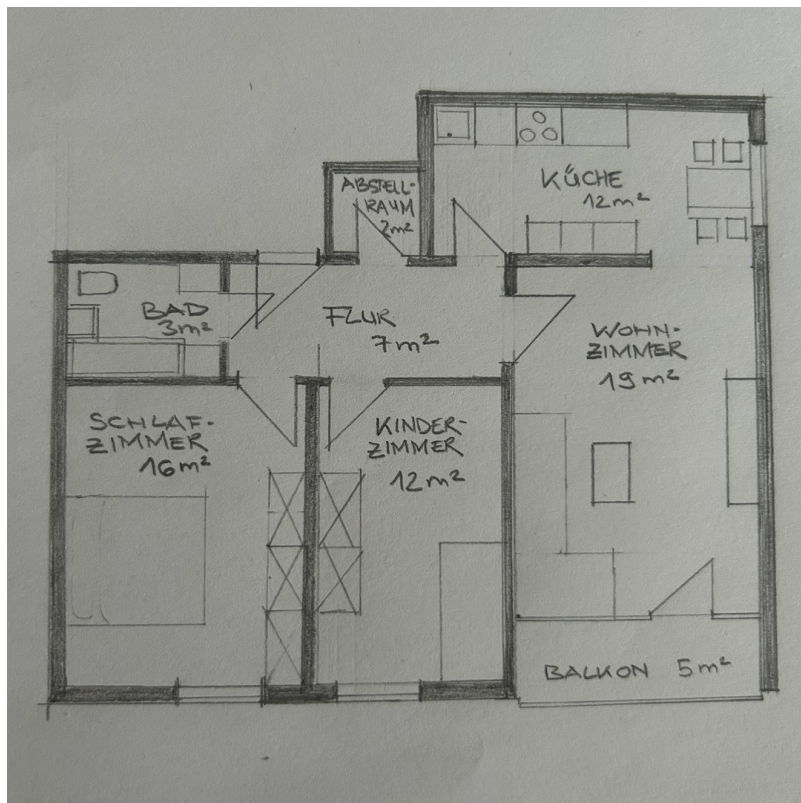 KÜCHE
12m²
ABSTELL-
RAUM
2m²
BAD
3m²
FLUR
7m²
WOHN-
ZIMMER
19m²
SCHLAF-
ZIMMER
16m²
KINDER-
ZIMMER
12m²
BALKON 5m²